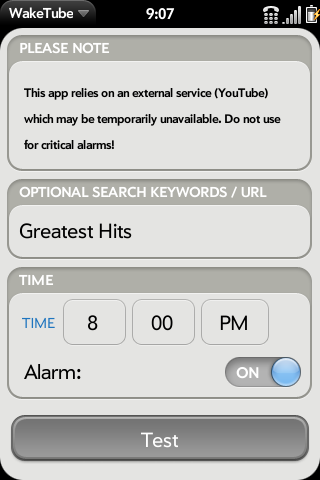 WakeTube 9:07
PLEASE NOTE
This app relies on an external service (YouTube)
which may be temporarily unavailable. Do not use
for critical alarms!
OPTIONAL SEARCH KEYWORDS / URL
Greatest Hits
TIME
TIME 8 00 PM
Alarm: ON
Test